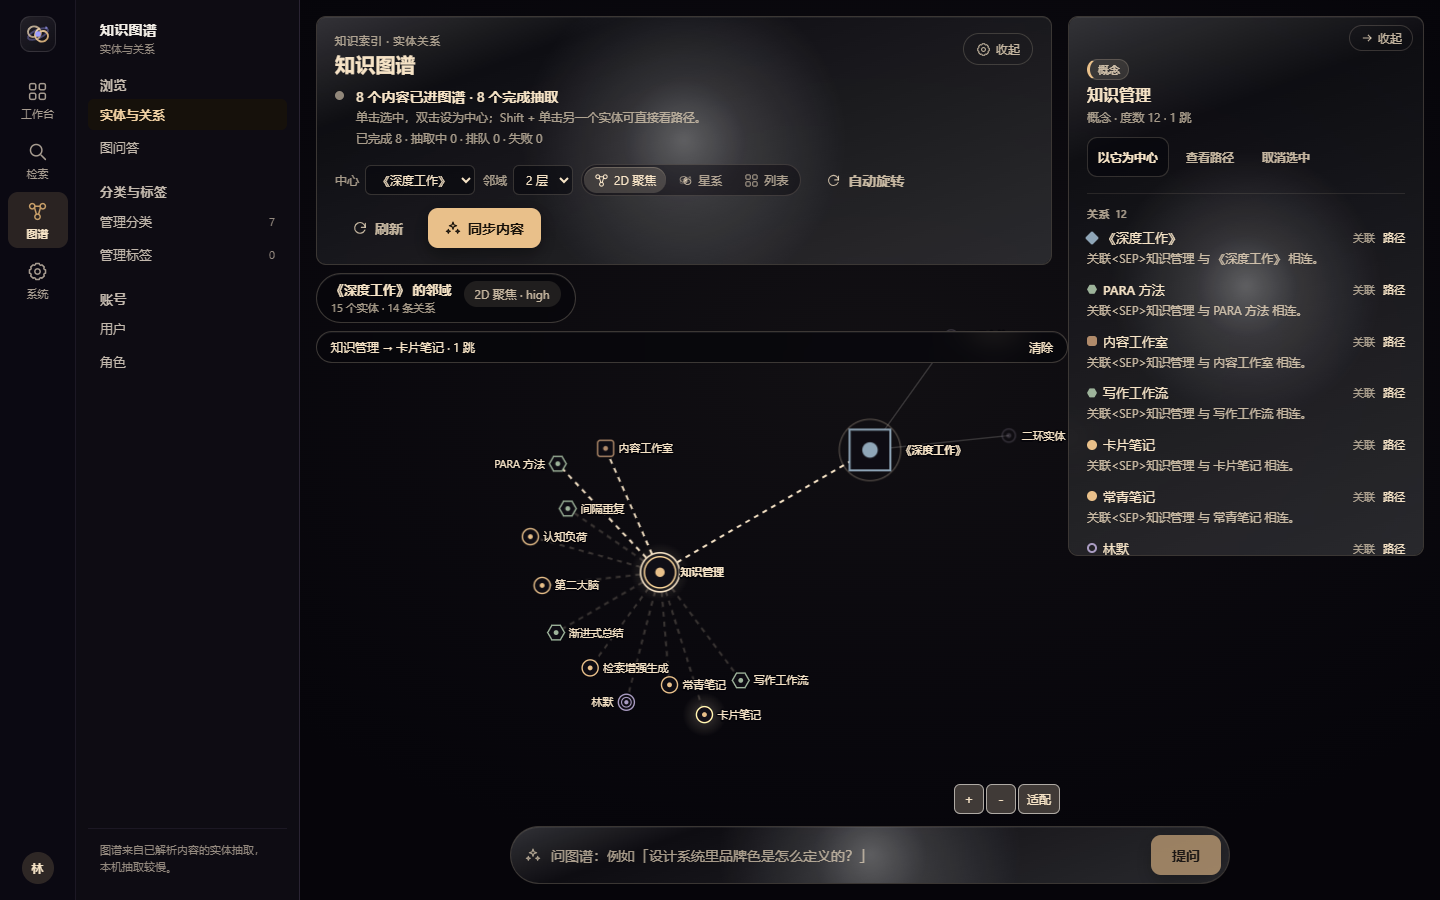 工作台
检索
图谱
系统
林
知识图谱
实体与关系
浏览
实体与关系
图问答
分类与标签
管理分类 7
管理标签 0
账号
用户
角色
图谱来自已解析内容的实体抽取，
本机抽取较慢。
知识索引 · 实体关系
知识图谱
收起
8 个内容已进图谱 · 8 个完成抽取
单击选中，双击设为中心；Shift + 单击另一个实体可直接看路径。
已完成 8 · 抽取中 0 · 排队 0 · 失败 0
中心 《深度工作》 邻域 2 层 2D 聚焦 星系 列表 自动旋转
刷新 同步内容
《深度工作》 的邻域
15 个实体 · 14 条关系
2D 聚焦 · high
知识管理 → 卡片笔记 · 1 跳 清除
《深度工作》
二环实体
内容工作室
PARA 方法
间隔重复
认知负荷
知识管理
第二大脑
渐进式总结
检索增强生成
常青笔记
写作工作流
林默
卡片笔记
+
-
适配
问图谱：例如「设计系统里品牌色是怎么定义的？」
提问
→ 收起
概念
知识管理
概念 · 度数 12 · 1 跳
以它为中心 查看路径 取消选中
关系 12
《深度工作》 关联 路径
关联<SEP>知识管理 与 《深度工作》 相连。
PARA 方法 关联 路径
关联<SEP>知识管理 与 PARA 方法 相连。
内容工作室 关联 路径
关联<SEP>知识管理 与 内容工作室 相连。
写作工作流 关联 路径
关联<SEP>知识管理 与 写作工作流 相连。
卡片笔记 关联 路径
关联<SEP>知识管理 与 卡片笔记 相连。
常青笔记 关联 路径
关联<SEP>知识管理 与 常青笔记 相连。
林默 关联 路径